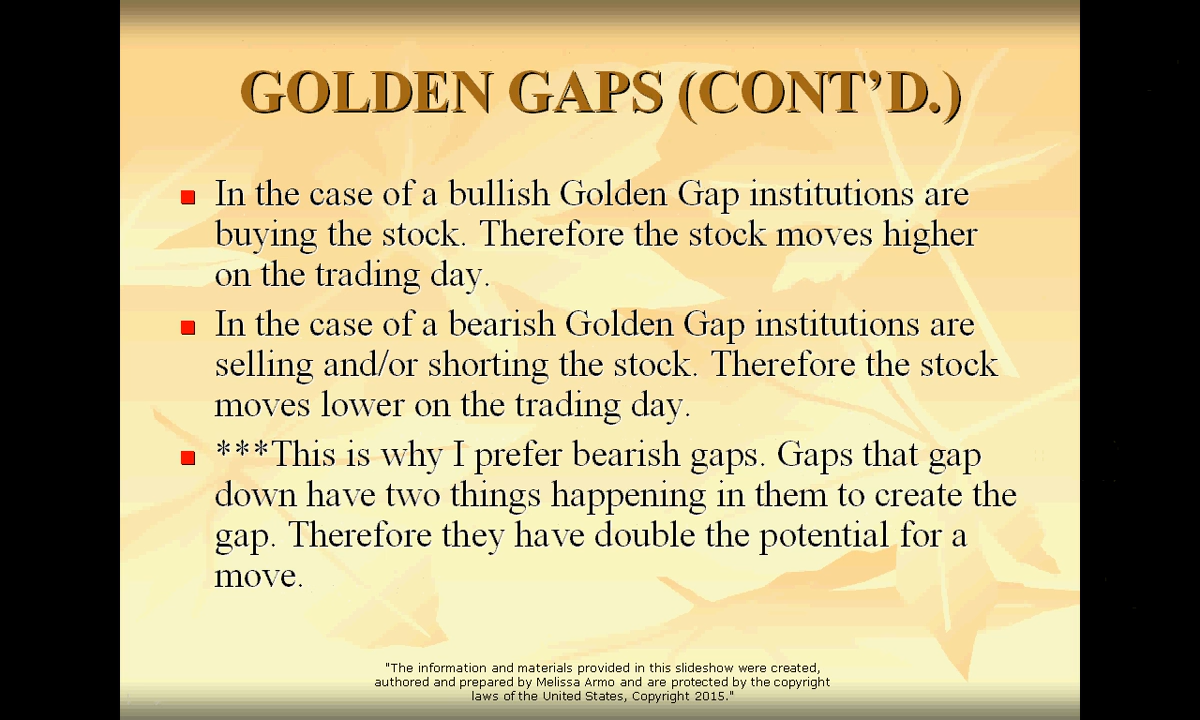 GOLDEN GAPS (CONT’D.)
In the case of a bullish Golden Gap institutions are
buying the stock. Therefore the stock moves higher
on the trading day.
In the case of a bearish Golden Gap institutions are
selling and/or shorting the stock. Therefore the stock
moves lower on the trading day.
***This is why I prefer bearish gaps. Gaps that gap
down have two things happening in them to create the
gap. Therefore they have double the potential for a
move.
"The information and materials provided in this slideshow were created,
authored and prepared by Melissa Armo and are protected by the copyright
laws of the United States, Copyright 2015."